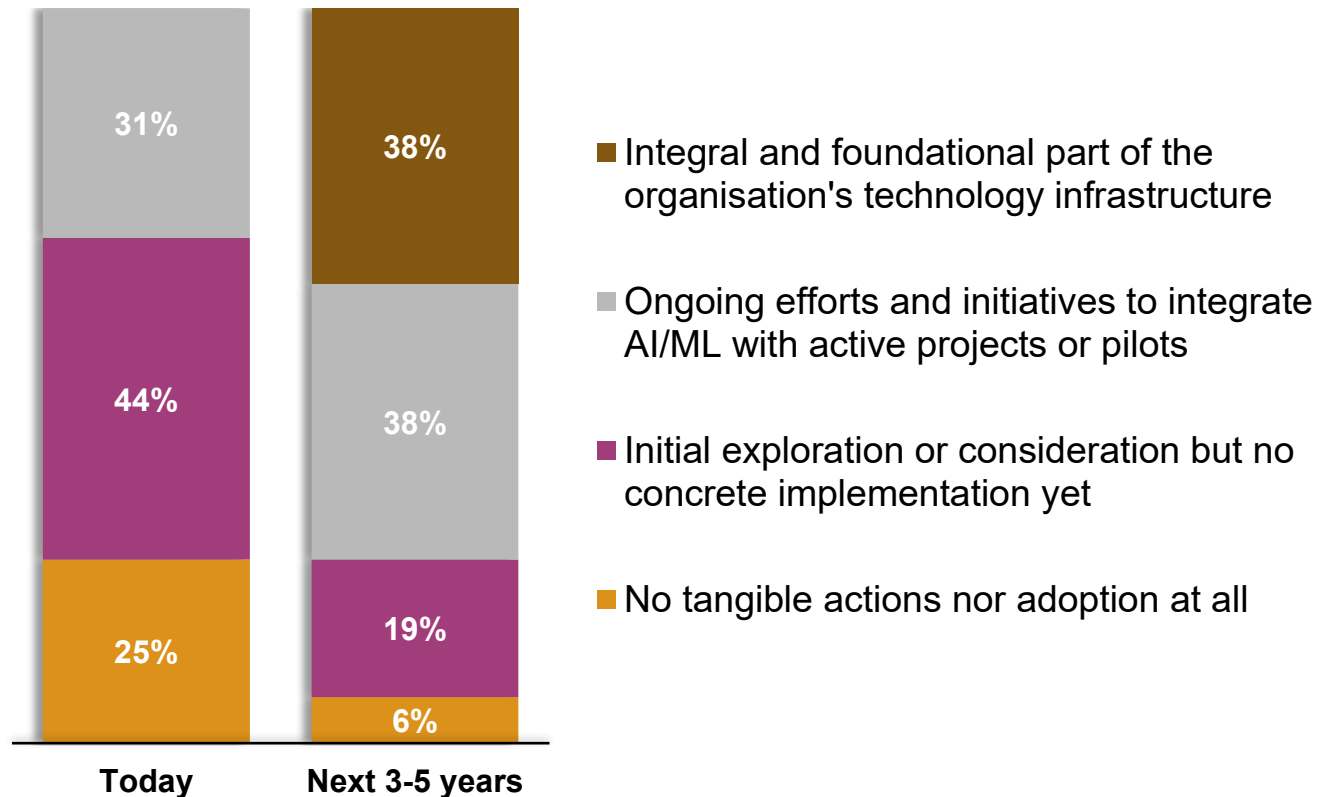 31%
44%
25%
38%
38%
19%
6%
Today
Next 3-5 years
Integral and foundational part of the
organisation's technology infrastructure
Ongoing efforts and initiatives to integrate
AI/ML with active projects or pilots
Initial exploration or consideration but no
concrete implementation yet
No tangible actions nor adoption at all